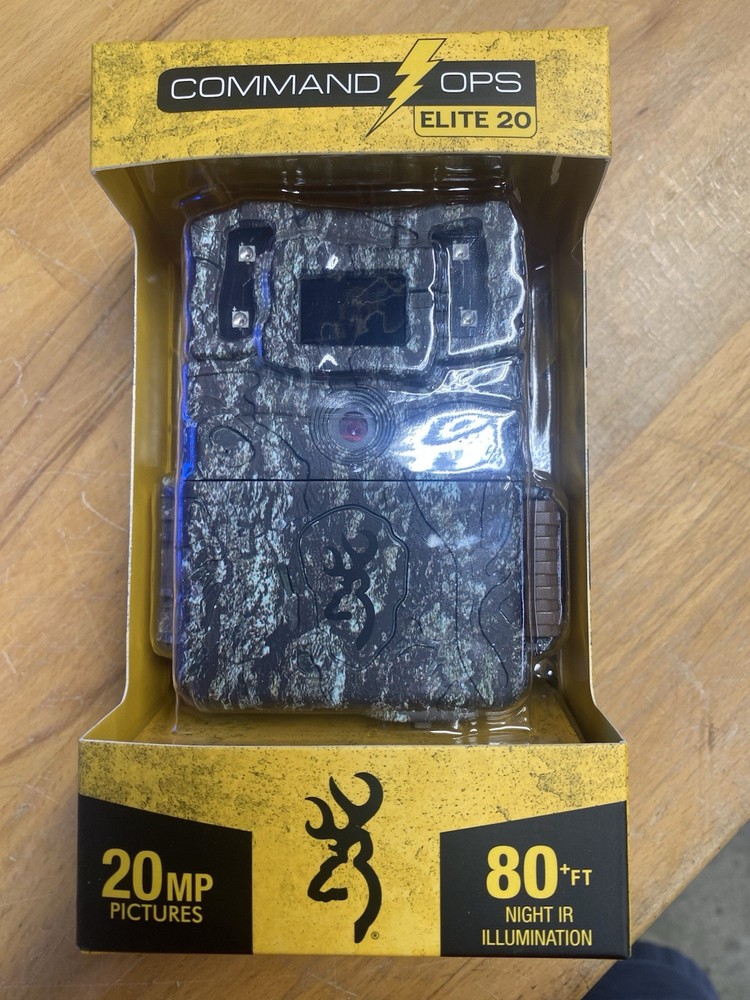 COMMAND OPS
ELITE 20
20MP
PICTURES
80+FT
NIGHT IR
ILLUMINATION
®